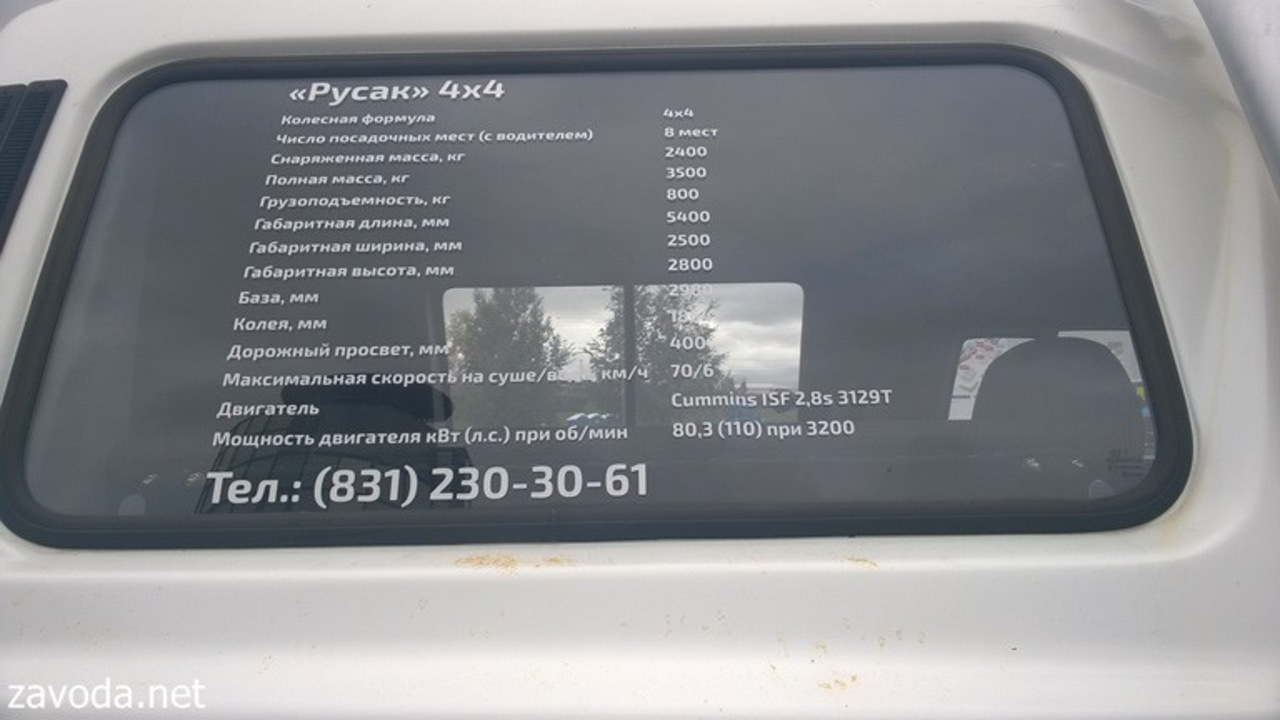 «Русак» 4x4
Колесная формула 4x4
Число посадочных мест (с водителем) 8 мест
Снаряженная масса, кг 2400
Полная масса, кг 3500
Грузоподъемность, кг 800
Габаритная длина, мм 5400
Габаритная ширина, мм 2500
Габаритная высота, мм 2800
База, мм
Колея, мм
Дорожный просвет, мм 400
Максимальная скорость на км/ч 70/6
Двигатель Cummins ISF 2,8s 3129T
Мощность двигателя кВт (л.с.) при об/мин 80,3 (110) при 3200
Тел.: (831) 230-30-61
zavoda.net